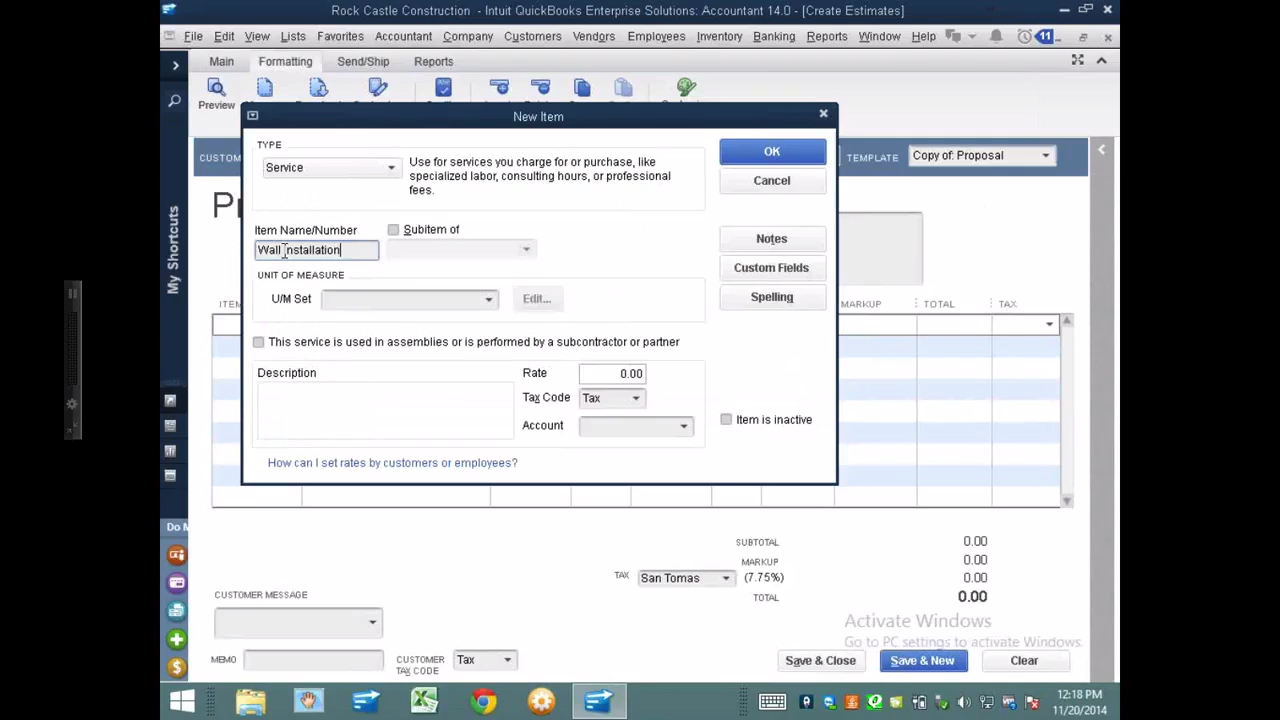 Rock Castle Construction - Intuit QuickBooks Enterprise Solutions: Accountant 14.0 - [Create Estimates]
File Edit View Lists Favorites Accountant Company Customers Vendors Employees Inventory Banking Reports Window Help 11
Main Formatting Send/Ship Reports
Preview
New Item
TYPE
Service
Use for services you charge for or purchase, like
specialized labor, consulting hours, or professional
fees.
OK
Cancel
CUSTOM
TEMPLATE Copy of: Proposal
Item Name/Number Subitem of
Wall Installation
Notes
UNIT OF MEASURE
U/M Set Edit...
Custom Fields
Spelling
My Shortcuts
ITEM MARKUP TOTAL TAX
This service is used in assemblies or is performed by a subcontractor or partner
Description
Rate 0.00
Tax Code Tax
Account
Item is inactive
How can I set rates by customers or employees?
Do M
SUBTOTAL 0.00
MARKUP 0.00
TAX San Tomas (7.75%) 0.00
TOTAL 0.00
CUSTOMER MESSAGE
Activate Windows
Go to PC settings to activate Windows.
MEMO
CUSTOMER
TAX CODE
Tax
Save & Close Save & New Clear
12:18 PM
11/20/2014